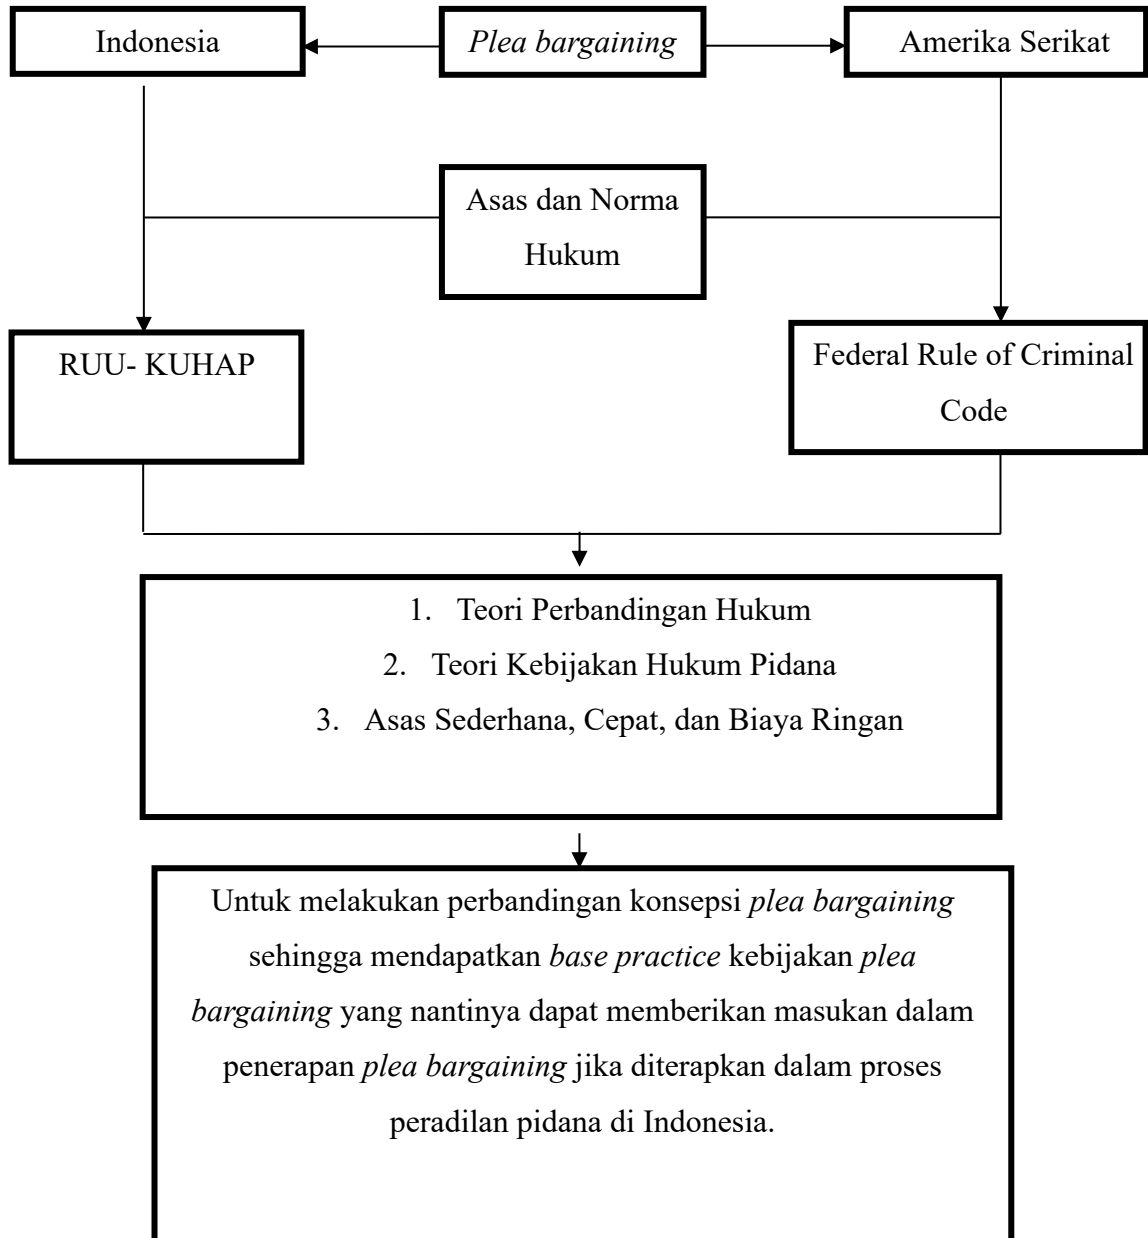 Indonesia
Plea bargaining
Amerika Serikat
Asas dan Norma
Hukum
RUU- KUHAP
Federal Rule of Criminal
Code
1. Teori Perbandingan Hukum
2. Teori Kebijakan Hukum Pidana
3. Asas Sederhana, Cepat, dan Biaya Ringan
Untuk melakukan perbandingan konsepsi plea bargaining
sehingga mendapatkan base practice kebijakan plea
bargaining yang nantinya dapat memberikan masukan dalam
penerapan plea bargaining jika diterapkan dalam proses
peradilan pidana di Indonesia.